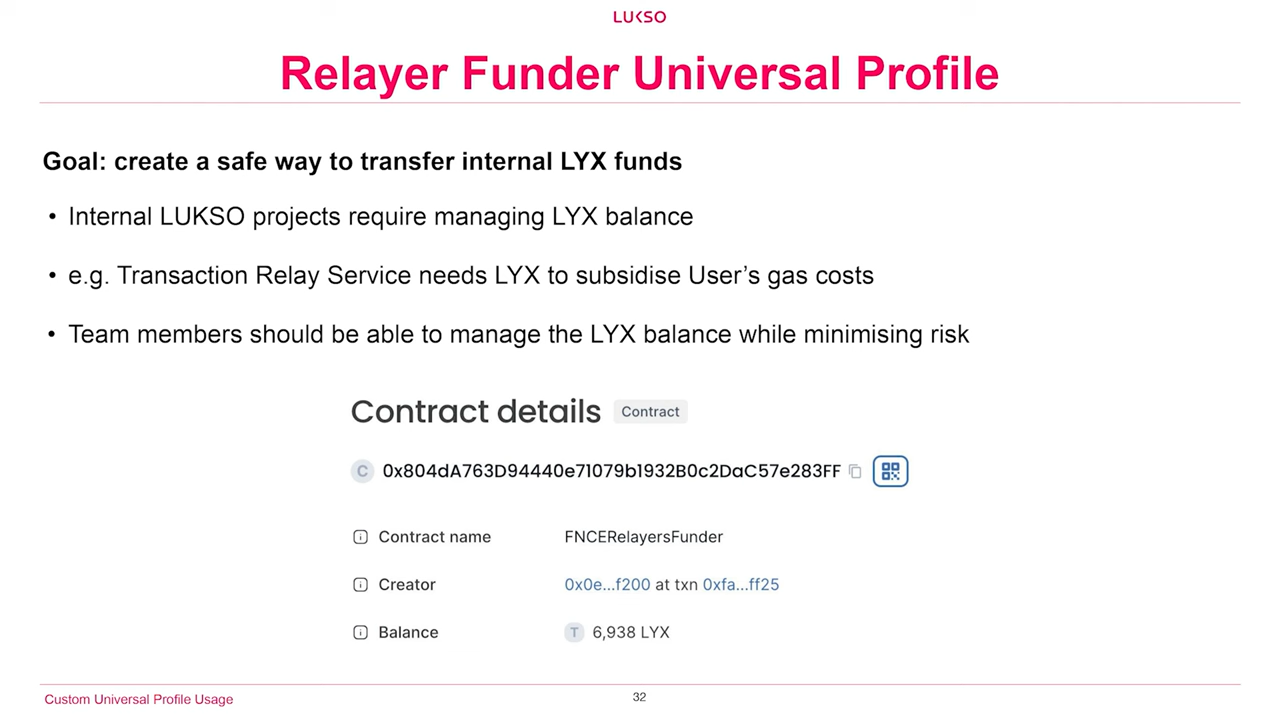 LUKSO
Relayer Funder Universal Profile
Goal: create a safe way to transfer internal LYX funds
• Internal LUKSO projects require managing LYX balance
• e.g. Transaction Relay Service needs LYX to subsidise User’s gas costs
• Team members should be able to manage the LYX balance while minimising risk
Contract details Contract
C 0x804dA763D94440e71079b1932B0c2DaC57e283FF
Contract name FNCERelayersFunder
Creator 0x0e...f200 at txn 0xfa...ff25
Balance T 6,938 LYX
Custom Universal Profile Usage 32